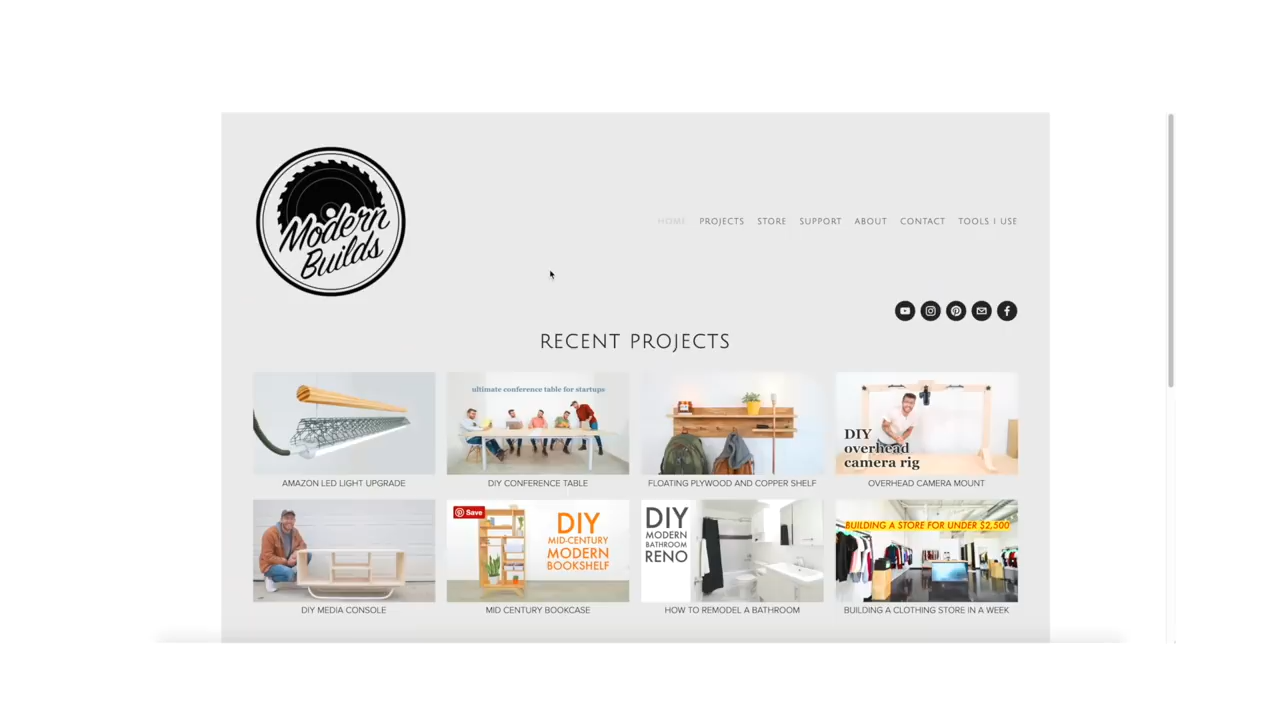 Modern
Builds
HOME PROJECTS STORE SUPPORT ABOUT CONTACT TOOLS I USE
RECENT PROJECTS
ultimate conference table for startups
DIY
overhead
camera rig
AMAZON LED LIGHT UPGRADE
DIY CONFERENCE TABLE
FLOATING PLYWOOD AND COPPER SHELF
OVERHEAD CAMERA MOUNT
Save
DIY
MID-CENTURY
MODERN
BOOKSHELF
DIY
MODERN
BATHROOM
RENO
BUILDING A STORE FOR UNDER $2,500
DIY MEDIA CONSOLE
MID CENTURY BOOKCASE
HOW TO REMODEL A BATHROOM
BUILDING A CLOTHING STORE IN A WEEK